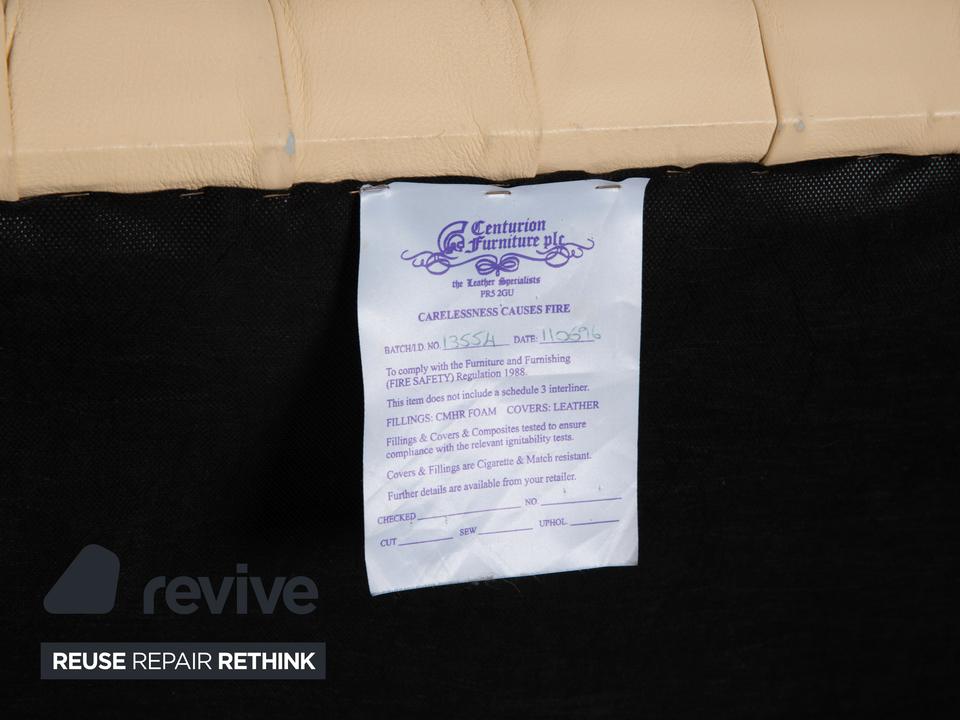 Centurion
Furniture plc
the Leather Specialists
PR5 2GU
CARELESSNESS CAUSES FIRE
BATCH/I.D. NO. 13554 DATE: 110696
To comply with the Furniture and Furnishing
(FIRE SAFETY) Regulation 1988.
This item does not include a schedule 3 interliner.
FILLINGS: CMHR FOAM COVERS: LEATHER
Fillings & Covers & Composites tested to ensure
compliance with the relevant ignitability tests.
Covers & Fillings are Cigarette & Match resistant.
Further details are available from your retailer.
CHECKED NO.
CUT SEW UPHOL.
revive
REUSE REPAIR RETHINK